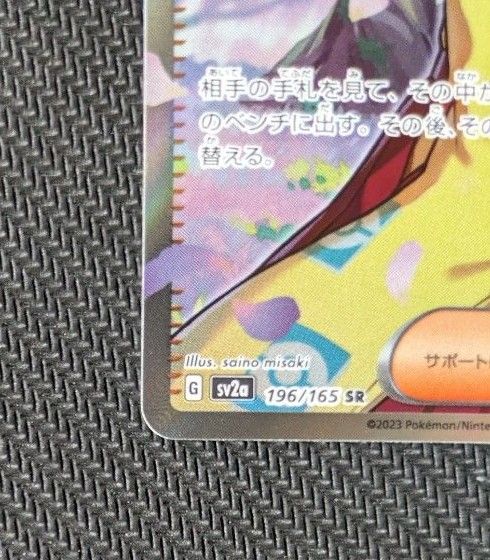 相手の手札を見て、その中
のベンチに出す。その後、その
替える。
Illus. saino misaki
G sv2a 196/165 SR
サポート
©2023 Pokémon/Ninte